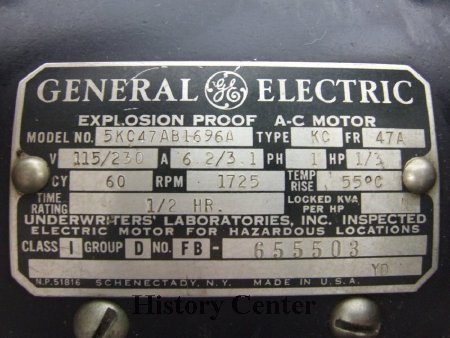 GENERAL GE ELECTRIC
EXPLOSION PROOF A-C MOTOR
MODEL NO. 5KC47AB1696A TYPE KC FR 47A
V 115/230 A 6.2/3.1 PH 1 HP 1/3
CY 60 RPM 1725 TEMP RISE 55°C
TIME RATING 1/2 HR. LOCKED KVA PER HP
UNDERWRITERS' LABORATORIES, INC. INSPECTED
ELECTRIC MOTOR FOR HAZARDOUS LOCATIONS
CLASS I GROUP D NO. FB- 655503
YD
N.P. 51816 SCHENECTADY, N.Y. MADE IN U.S.A.
History Center